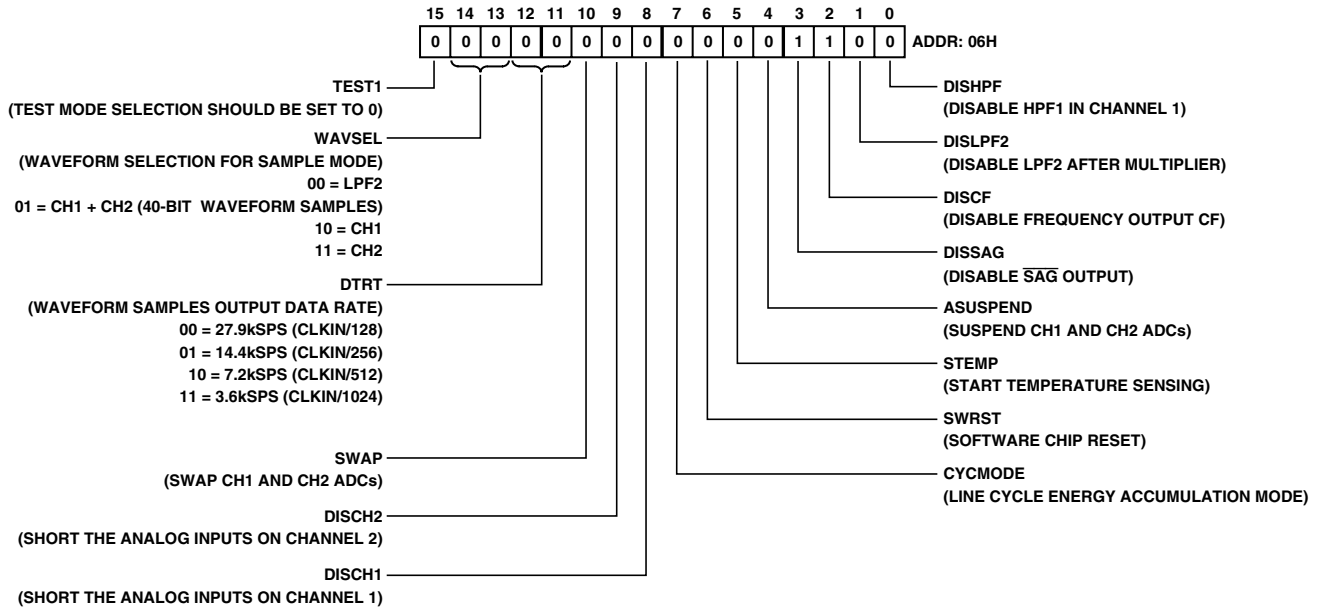 15 14 13 12 11 10 9 8 7 6 5 4 3 2 1 0
0 0 0 0 0 0 0 0 0 0 0 0 1 1 0 0 ADDR: 06H
TEST1
(TEST MODE SELECTION SHOULD BE SET TO 0)
WAVSEL
(WAVEFORM SELECTION FOR SAMPLE MODE)
00 = LPF2
01 = CH1 + CH2 (40-BIT WAVEFORM SAMPLES)
10 = CH1
11 = CH2
DTRT
(WAVEFORM SAMPLES OUTPUT DATA RATE)
00 = 27.9kSPS (CLKIN/128)
01 = 14.4kSPS (CLKIN/256)
10 = 7.2kSPS (CLKIN/512)
11 = 3.6kSPS (CLKIN/1024)
SWAP
(SWAP CH1 AND CH2 ADCs)
DISCH2
(SHORT THE ANALOG INPUTS ON CHANNEL 2)
DISCH1
(SHORT THE ANALOG INPUTS ON CHANNEL 1)
DISHPF
(DISABLE HPF1 IN CHANNEL 1)
DISLPF2
(DISABLE LPF2 AFTER MULTIPLIER)
DISCF
(DISABLE FREQUENCY OUTPUT CF)
DISSAG
(DISABLE S̅A̅G̅ OUTPUT)
ASUSPEND
(SUSPEND CH1 AND CH2 ADCs)
STEMP
(START TEMPERATURE SENSING)
SWRST
(SOFTWARE CHIP RESET)
CYCMODE
(LINE CYCLE ENERGY ACCUMULATION MODE)